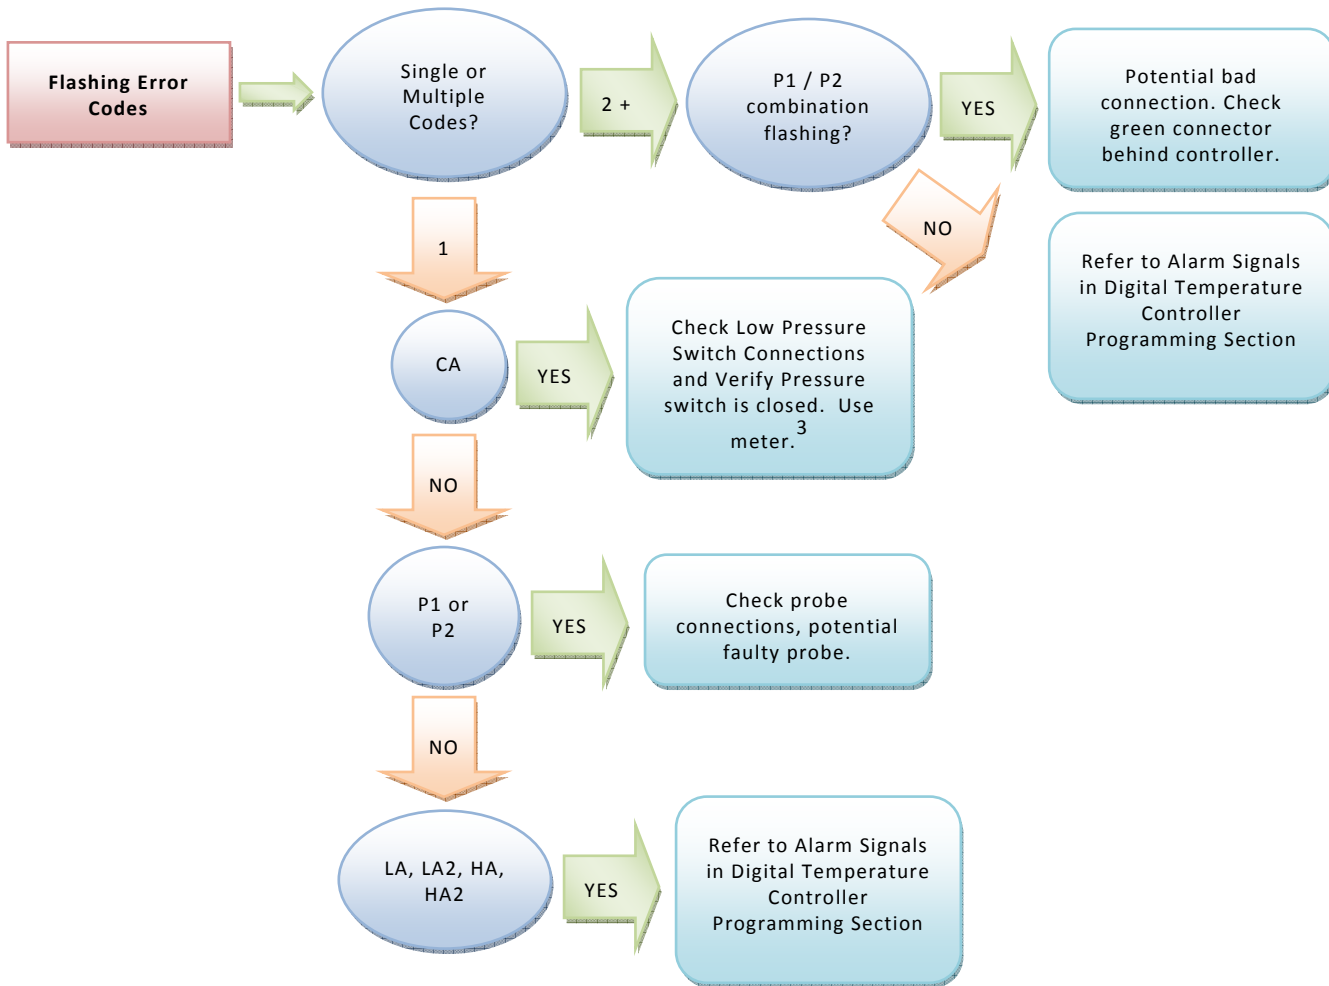 Flashing Error
Codes
Single or
Multiple
Codes?
2 +
P1 / P2
combination
flashing?
YES
Potential bad
connection. Check
green connector
behind controller.
NO
Refer to Alarm Signals
in Digital Temperature
Controller
Programming Section
1
CA
YES
Check Low Pressure
Switch Connections
and Verify Pressure
switch is closed.  Use
meter.3
NO
P1 or
P2
YES
Check probe
connections, potential
faulty probe.
NO
LA, LA2, HA,
HA2
YES
Refer to Alarm Signals
in Digital Temperature
Controller
Programming Section